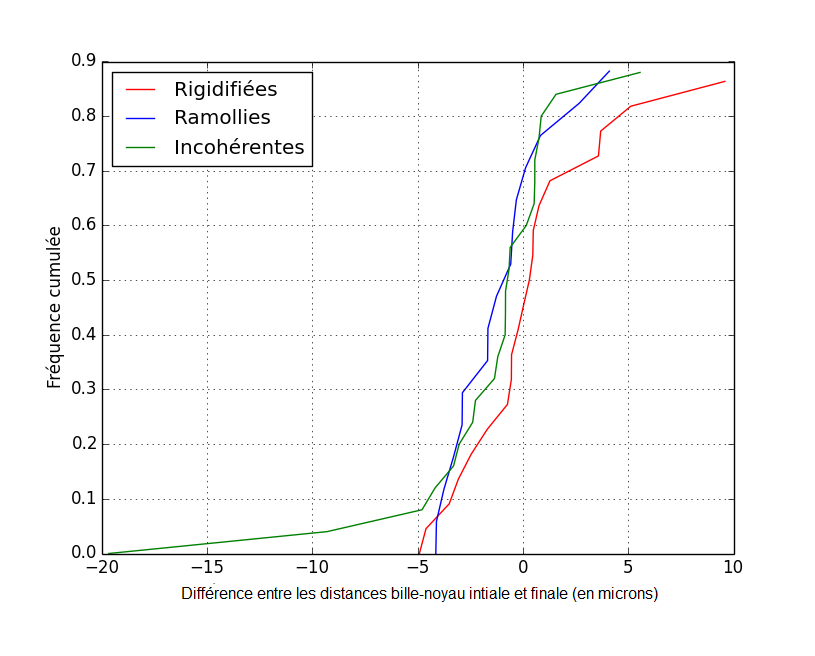 0.9
0.8
0.7
0.6
0.5
0.4
0.3
0.2
0.1
0.0
Fréquence cumulée
Rigidifiées
Ramollies
Incohérentes
−20 −15 −10 −5 0 5 10
Différence entre les distances bille-noyau intiale et finale (en microns)